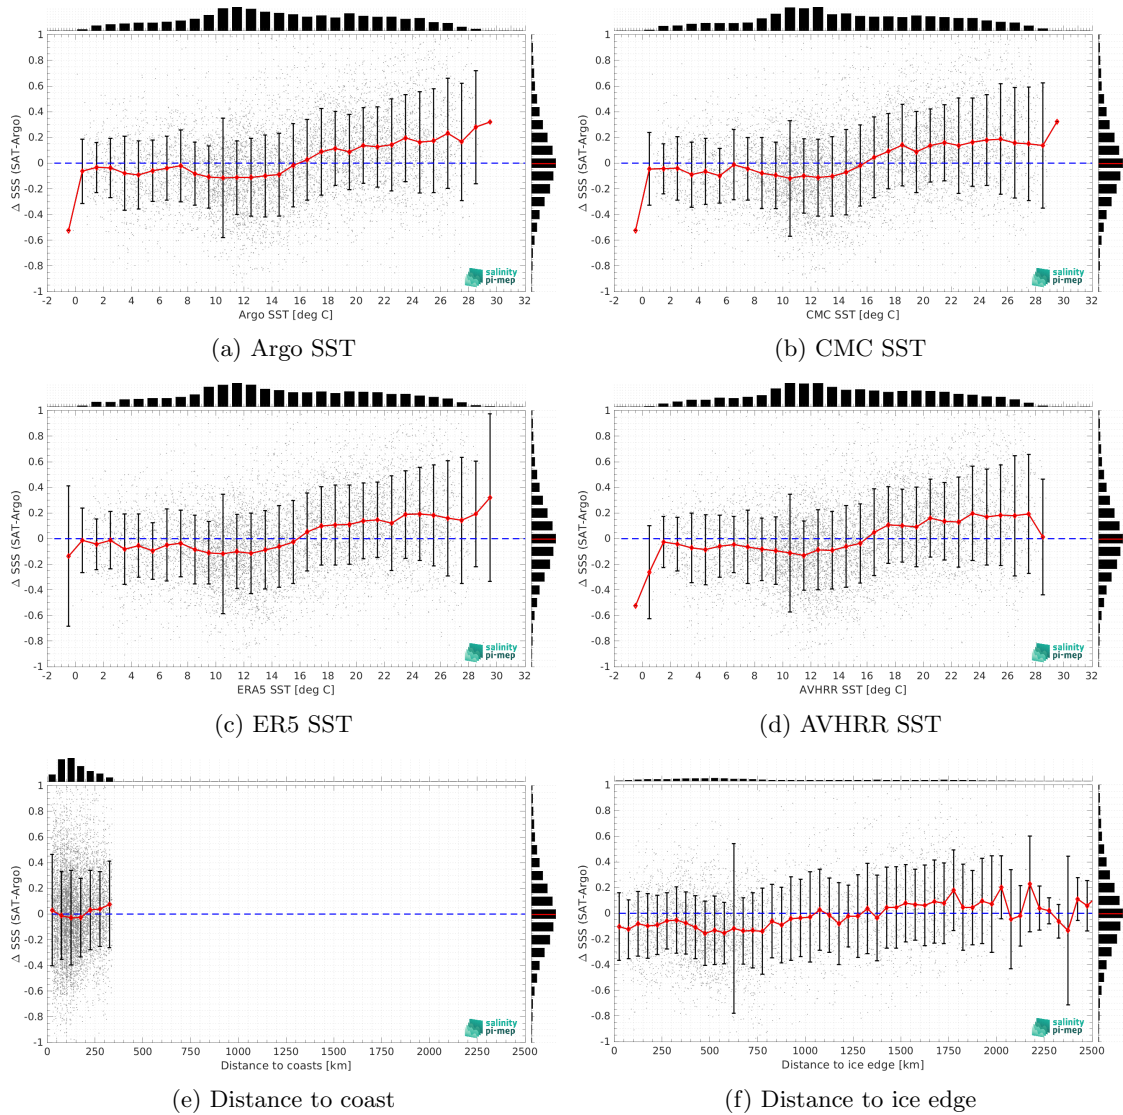 1
0.8
0.6
0.4
0.2
0
-0.2
-0.4
-0.6
-0.8
-1
Δ SSS (SAT-Argo)
-2 0 2 4 6 8 10 12 14 16 18 20 22 24 26 28 30 32
Argo SST [deg C]
salinity
pi-mep
(a) Argo SST
1
0.8
0.6
0.4
0.2
0
-0.2
-0.4
-0.6
-0.8
-1
Δ SSS (SAT-Argo)
-2 0 2 4 6 8 10 12 14 16 18 20 22 24 26 28 30 32
CMC SST [deg C]
salinity
pi-mep
(b) CMC SST
1
0.8
0.6
0.4
0.2
0
-0.2
-0.4
-0.6
-0.8
-1
Δ SSS (SAT-Argo)
-2 0 2 4 6 8 10 12 14 16 18 20 22 24 26 28 30 32
ERA5 SST [deg C]
salinity
pi-mep
(c) ER5 SST
1
0.8
0.6
0.4
0.2
0
-0.2
-0.4
-0.6
-0.8
-1
Δ SSS (SAT-Argo)
-2 0 2 4 6 8 10 12 14 16 18 20 22 24 26 28 30 32
AVHRR SST [deg C]
salinity
pi-mep
(d) AVHRR SST
1
0.8
0.6
0.4
0.2
0
-0.2
-0.4
-0.6
-0.8
-1
Δ SSS (SAT-Argo)
0 250 500 750 1000 1250 1500 1750 2000 2250 2500
Distance to coasts [km]
salinity
pi-mep
(e) Distance to coast
1
0.8
0.6
0.4
0.2
0
-0.2
-0.4
-0.6
-0.8
-1
Δ SSS (SAT-Argo)
0 250 500 750 1000 1250 1500 1750 2000 2250 2500
Distance to ice edge [km]
salinity
pi-mep
(f) Distance to ice edge